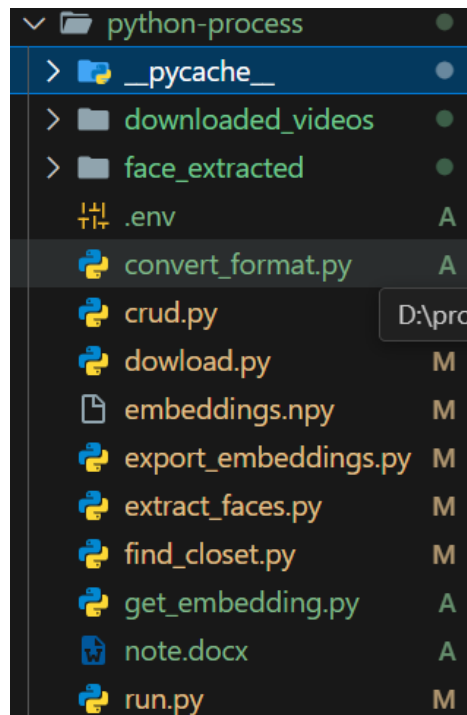 python-process
__pycache__
downloaded_videos
face_extracted
.env A
convert_format.py A
crud.py D:\pro
dowload.py M
embeddings.npy M
export_embeddings.py M
extract_faces.py M
find_closet.py M
get_embedding.py A
note.docx A
run.py M